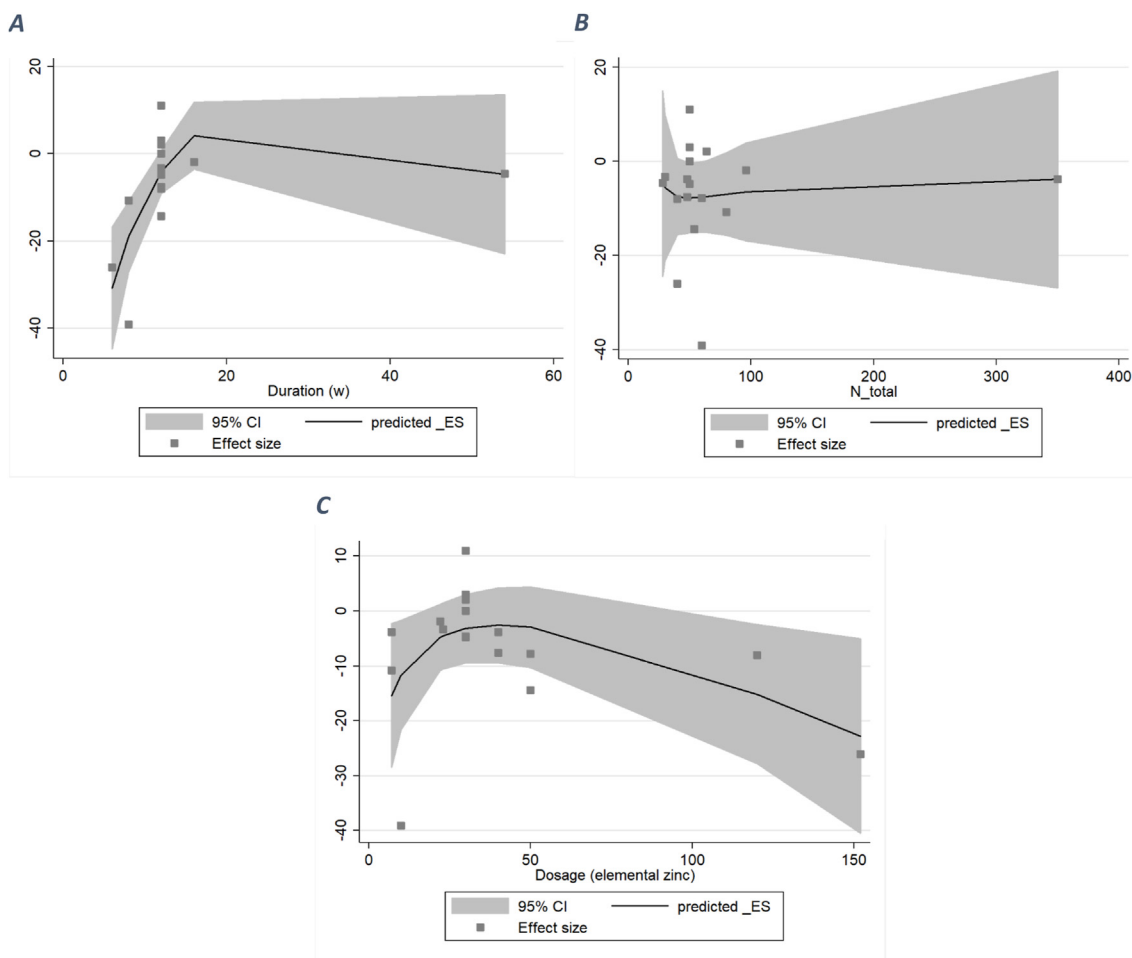 A
20
0
-20
-40
0 20 40 60
Duration (w)
95% CI predicted _ES
Effect size
B
20
0
-20
-40
0 100 200 300 400
N_total
95% CI predicted _ES
Effect size
C
10
0
-10
-20
-30
-40
0 50 100 150
Dosage (elemental zinc)
95% CI predicted _ES
Effect size